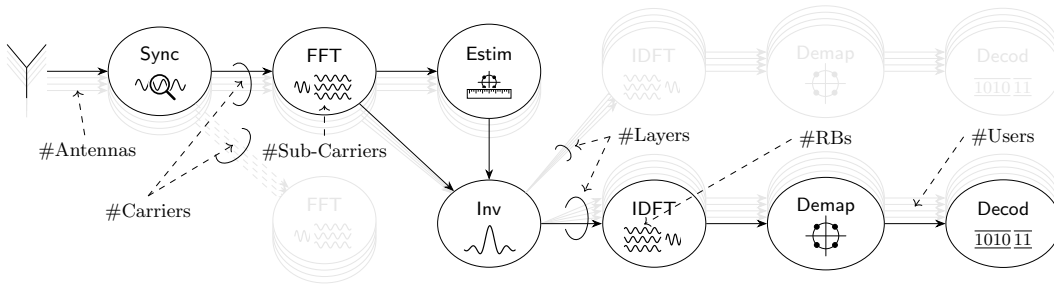 IDFT
Demap
Decod
1010 11
Sync
FFT
Estim
#Antennas
#Sub-Carriers
#Layers
#RBs
#Users
#Carriers
FFT
Inv
IDFT
Demap
Decod
1010 11